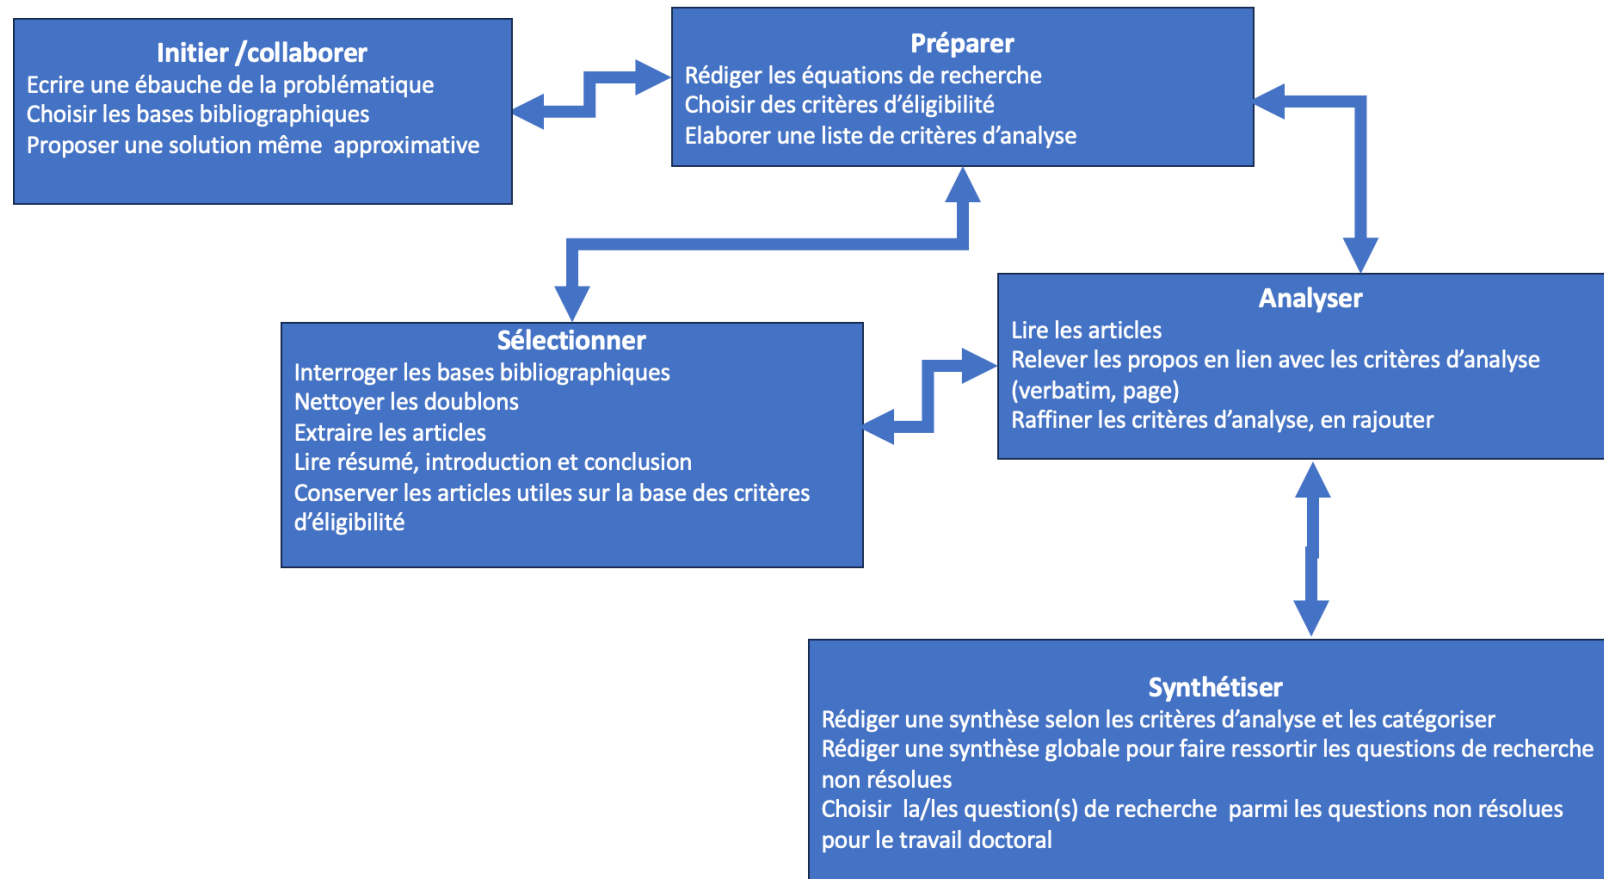 Initier /collaborer
Ecrire une ébauche de la problématique
Choisir les bases bibliographiques
Proposer une solution même  approximative
Préparer
Rédiger les équations de recherche
Choisir des critères d’éligibilité
Elaborer une liste de critères d’analyse
Sélectionner
Interroger les bases bibliographiques
Nettoyer les doublons
Extraire les articles
Lire résumé, introduction et conclusion
Conserver les articles utiles sur la base des critères
d’éligibilité
Analyser
Lire les articles
Relever les propos en lien avec les critères d’analyse
(verbatim, page)
Raffiner les critères d’analyse, en rajouter
Synthétiser
Rédiger une synthèse selon les critères d’analyse et les catégoriser
Rédiger une synthèse globale pour faire ressortir les questions de recherche
non résolues
Choisir  la/les question(s) de recherche  parmi les questions non résolues
pour le travail doctoral